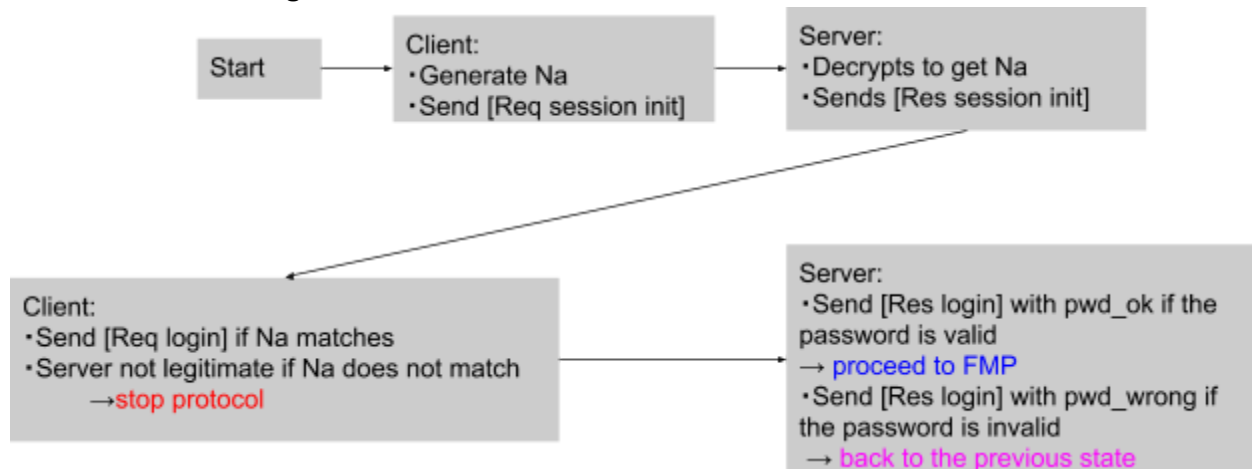 Start
Client:
・Generate Na
・Send [Req session init]
Server:
・Decrypts to get Na
・Sends [Res session init]
Client:
・Send [Req login] if Na matches
・Server not legitimate if Na does not match
→stop protocol
Server:
・Send [Res login] with pwd_ok if the
password is valid
→ proceed to FMP
・Send [Res login] with pwd_wrong if
the password is invalid
→ back to the previous state